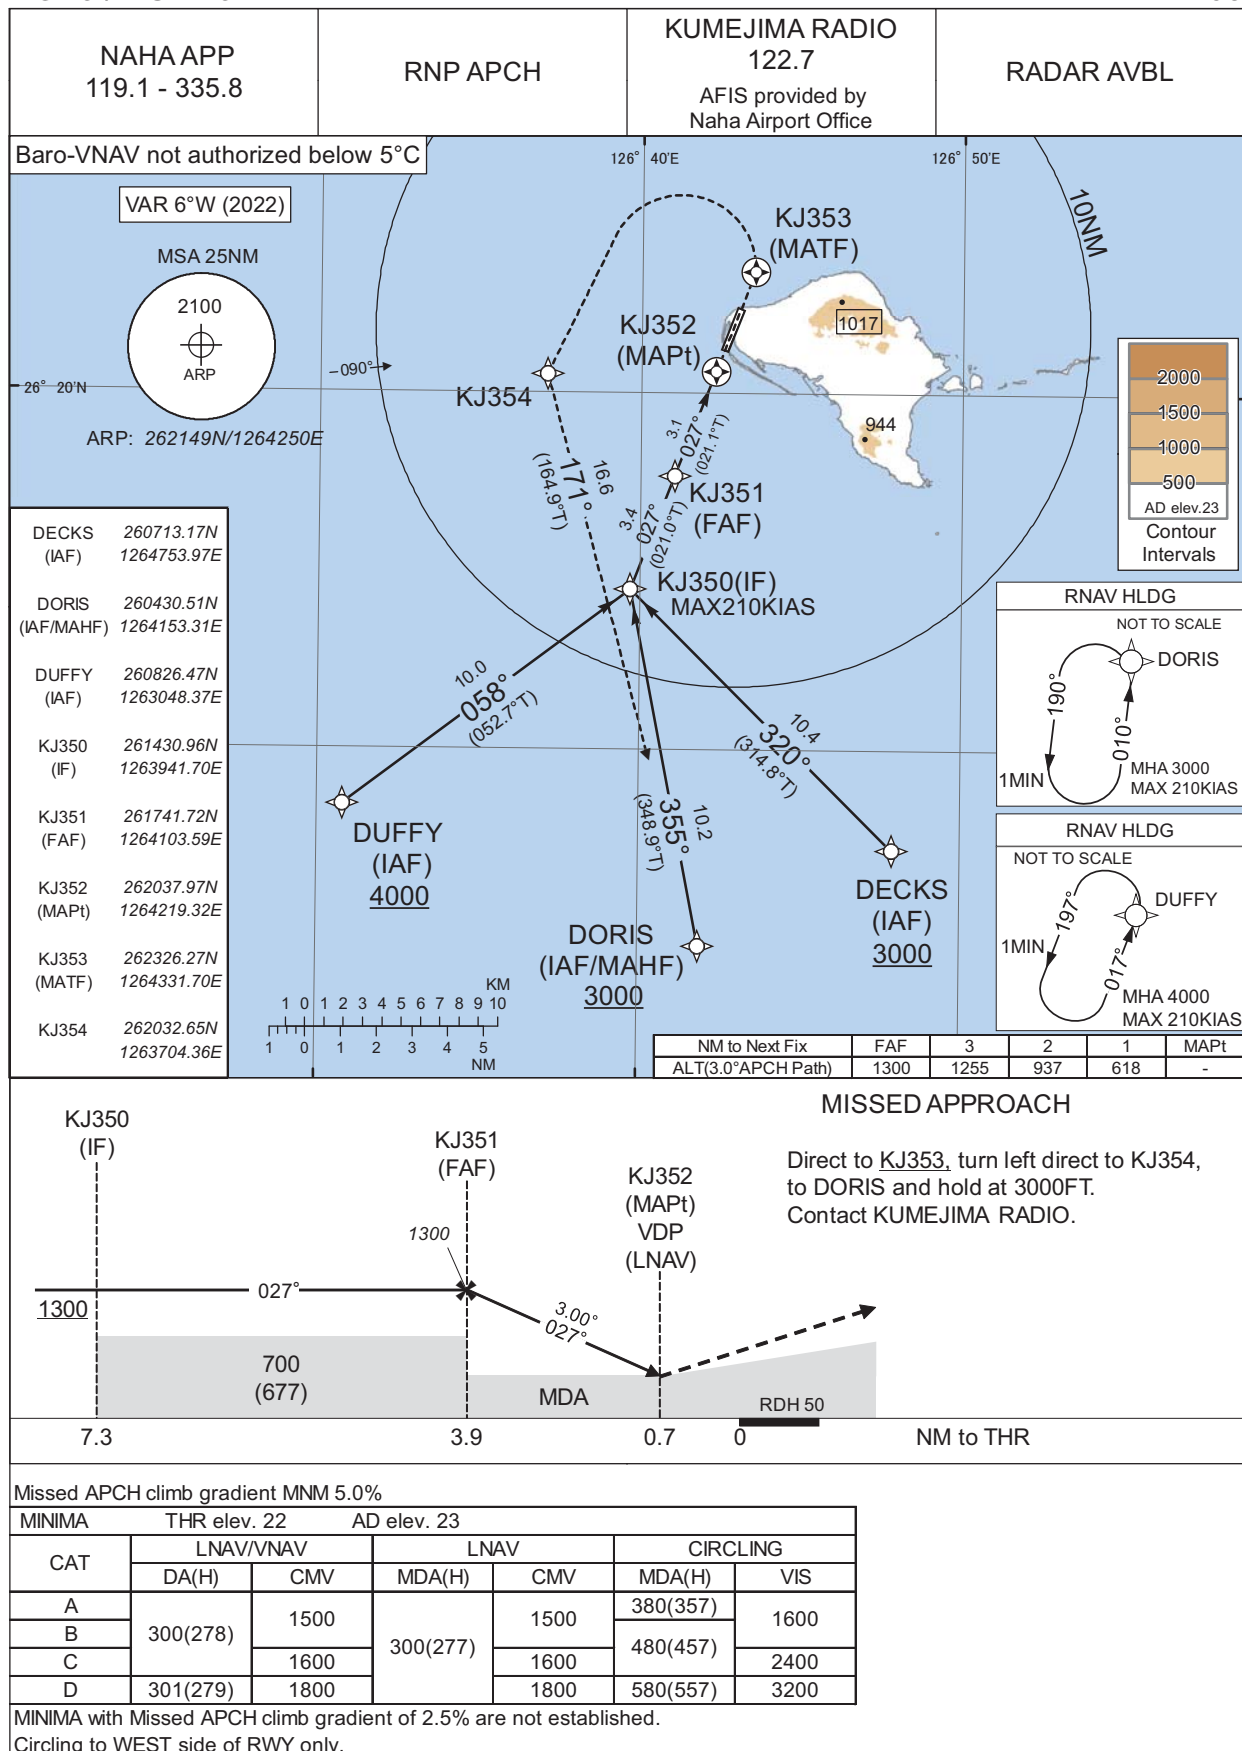 NAHA APP
119.1 - 335.8
RNP APCH
KUMEJIMA RADIO
122.7
AFIS provided by
Naha Airport Office
RADAR AVBL
Baro-VNAV not authorized below 5°C
126° 40'E
126° 50'E
VAR 6°W (2022)
MSA 25NM
2100
ARP
ARP: 262149N/1264250E
26° 20'N
090°
10NM
KJ353
(MATF)
KJ352
(MAPt)
1017
944
KJ354
3.1
027°
(021.1°T)
KJ351
(FAF)
16.6
171°
(164.9°T)
3.4
027°
(021.0°T)
KJ350(IF)
MAX210KIAS
2000
1500
1000
500
AD elev.23
Contour
Intervals
DECKS 260713.17N
(IAF) 1264753.97E
DORIS 260430.51N
(IAF/MAHF) 1264153.31E
DUFFY 260826.47N
(IAF) 1263048.37E
KJ350 261430.96N
(IF) 1263941.70E
KJ351 261741.72N
(FAF) 1264103.59E
KJ352 262037.97N
(MAPt) 1264219.32E
KJ353 262326.27N
(MATF) 1264331.70E
KJ354 262032.65N
1263704.36E
10.0
058°
(052.7°T)
10.4
320°
(314.8°T)
10.2
355°
(348.9°T)
DUFFY
(IAF)
4000
DORIS
(IAF/MAHF)
3000
DECKS
(IAF)
3000
RNAV HLDG
NOT TO SCALE
DORIS
190°
010°
1MIN
MHA 3000
MAX 210KIAS
RNAV HLDG
NOT TO SCALE
DUFFY
197°
017°
1MIN
MHA 4000
MAX 210KIAS
KM
1 0 1 2 3 4 5 6 7 8 9 10
1 0 1 2 3 4 5
NM
NM to Next Fix FAF 3 2 1 MAPt
ALT(3.0°APCH Path) 1300 1255 937 618 -
MISSED APPROACH
Direct to KJ353, turn left direct to KJ354,
to DORIS and hold at 3000FT.
Contact KUMEJIMA RADIO.
KJ350
(IF)
KJ351
(FAF)
KJ352
(MAPt)
VDP
(LNAV)
1300
027°
1300
3.00°
027°
700
(677)
MDA
RDH 50
7.3 3.9 0.7 0 NM to THR
Missed APCH climb gradient MNM 5.0%
MINIMA THR elev. 22 AD elev. 23
CAT LNAV/VNAV LNAV CIRCLING
DA(H) CMV MDA(H) CMV MDA(H) VIS
A 300(278) 1500 300(277) 1500 380(357) 1600
B 480(457)
C 1600 1600 2400
D 301(279) 1800 1800 580(557) 3200
MINIMA with Missed APCH climb gradient of 2.5% are not established.
Circling to WEST side of RWY only.